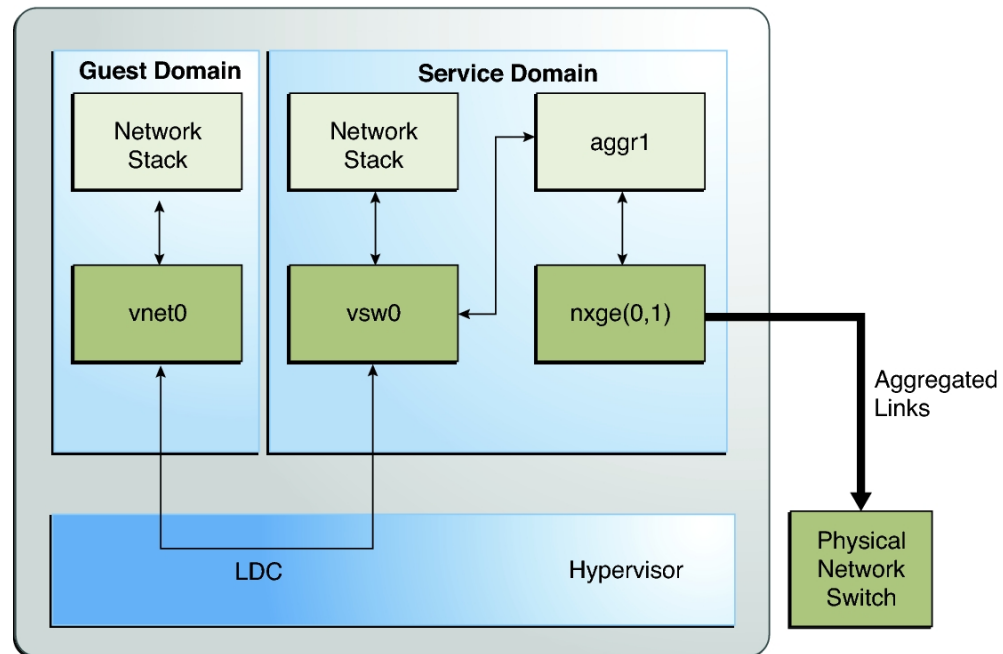 Guest Domain
Service Domain
Network
Stack
Network
Stack
aggr1
vnet0
vsw0
nxge(0,1)
Aggregated
Links
LDC
Hypervisor
Physical
Network
Switch